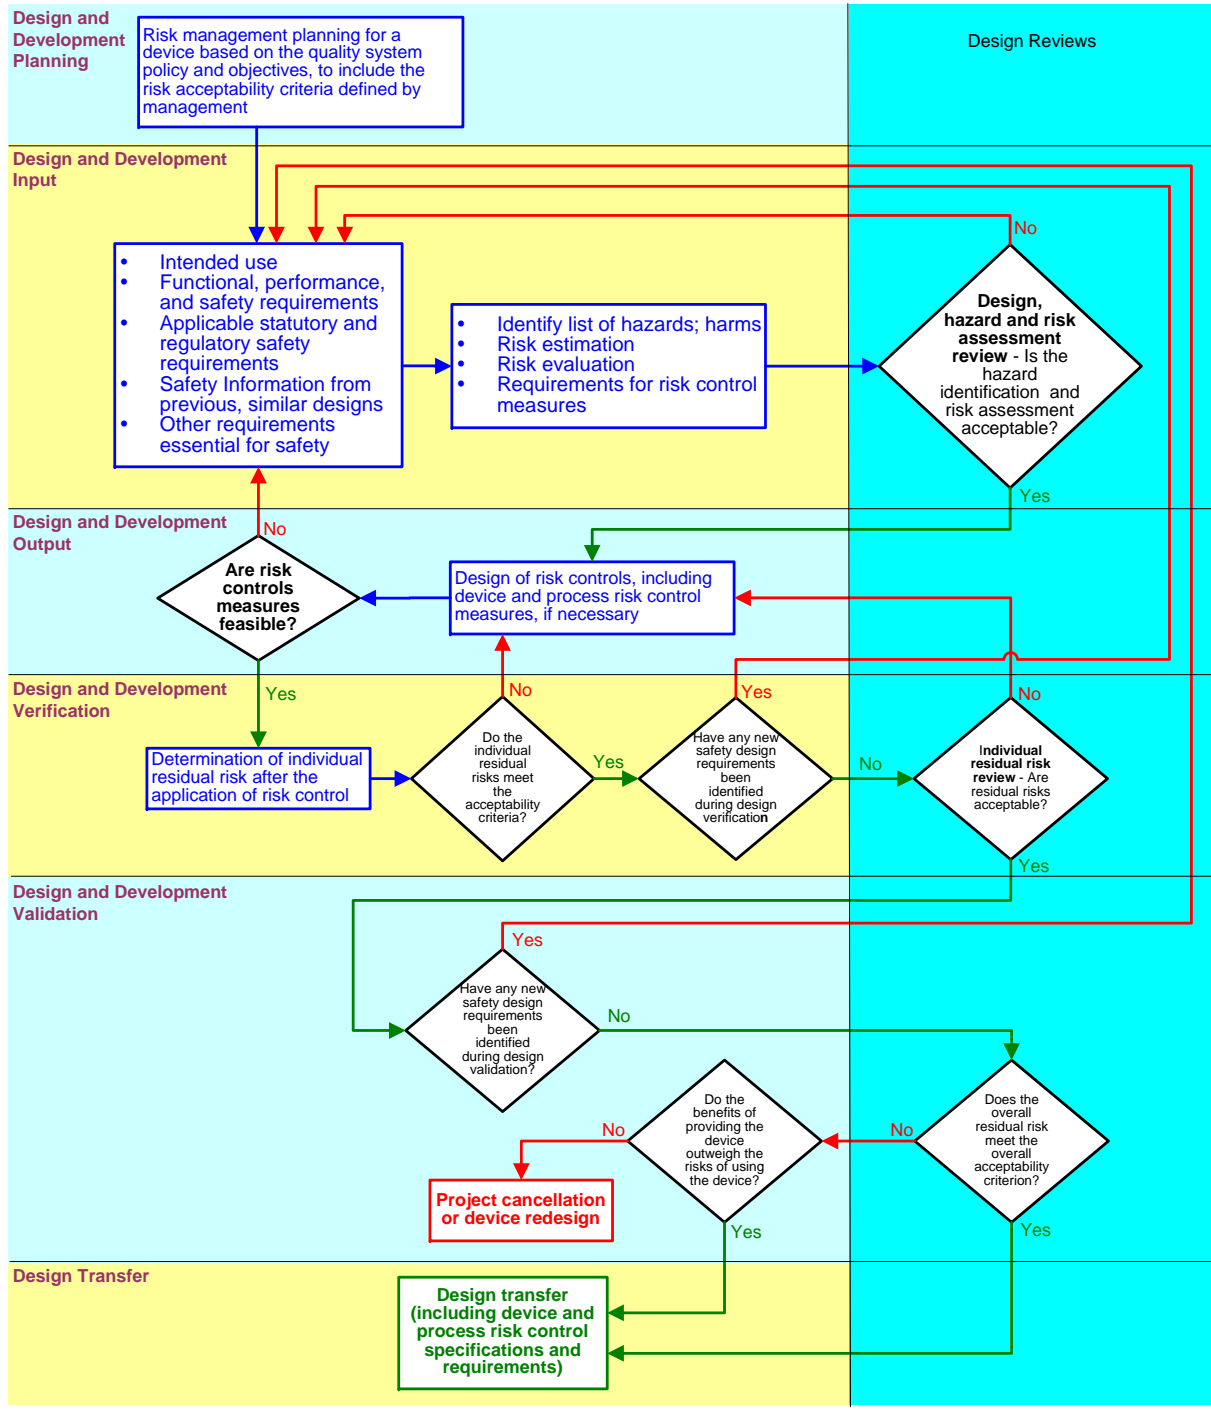 Design and
Development
Planning
Risk management planning for a
device based on the quality system
policy and objectives, to include the
risk acceptability criteria defined by
management
Design Reviews
Design and Development
Input
No
• Intended use
• Functional, performance,
and safety requirements
• Applicable statutory and
regulatory safety
requirements
• Safety Information from
previous, similar designs
• Other requirements
essential for safety
• Identify list of hazards; harms
• Risk estimation
• Risk evaluation
• Requirements for risk control
measures
Design,
hazard and risk
assessment
review - Is the
hazard
identification and
risk assessment
acceptable?
Yes
Design and Development
Output
No
Are risk
controls
measures
feasible?
Design of risk controls, including
device and process risk control
measures, if necessary
Yes
Design and Development
Verification
No
Yes
No
Determination of individual
residual risk after the
application of risk control
Do the
individual
residual
risks meet
the
acceptability
criteria?
Yes
Have any new
safety design
requirements
been
identified
during design
verification
No
Individual
residual risk
review - Are
residual risks
acceptable?
Yes
Design and Development
Validation
Yes
Have any new
safety design
requirements
been
identified
during design
validation?
No
Do the
benefits of
providing the
device
outweigh the
risks of using
the device?
Does the
overall
residual risk
meet the
overall
acceptability
criterion?
No
No
Project cancellation
or device redesign
Yes
Yes
Design Transfer
Design transfer
(including device and
process risk control
specifications and
requirements)